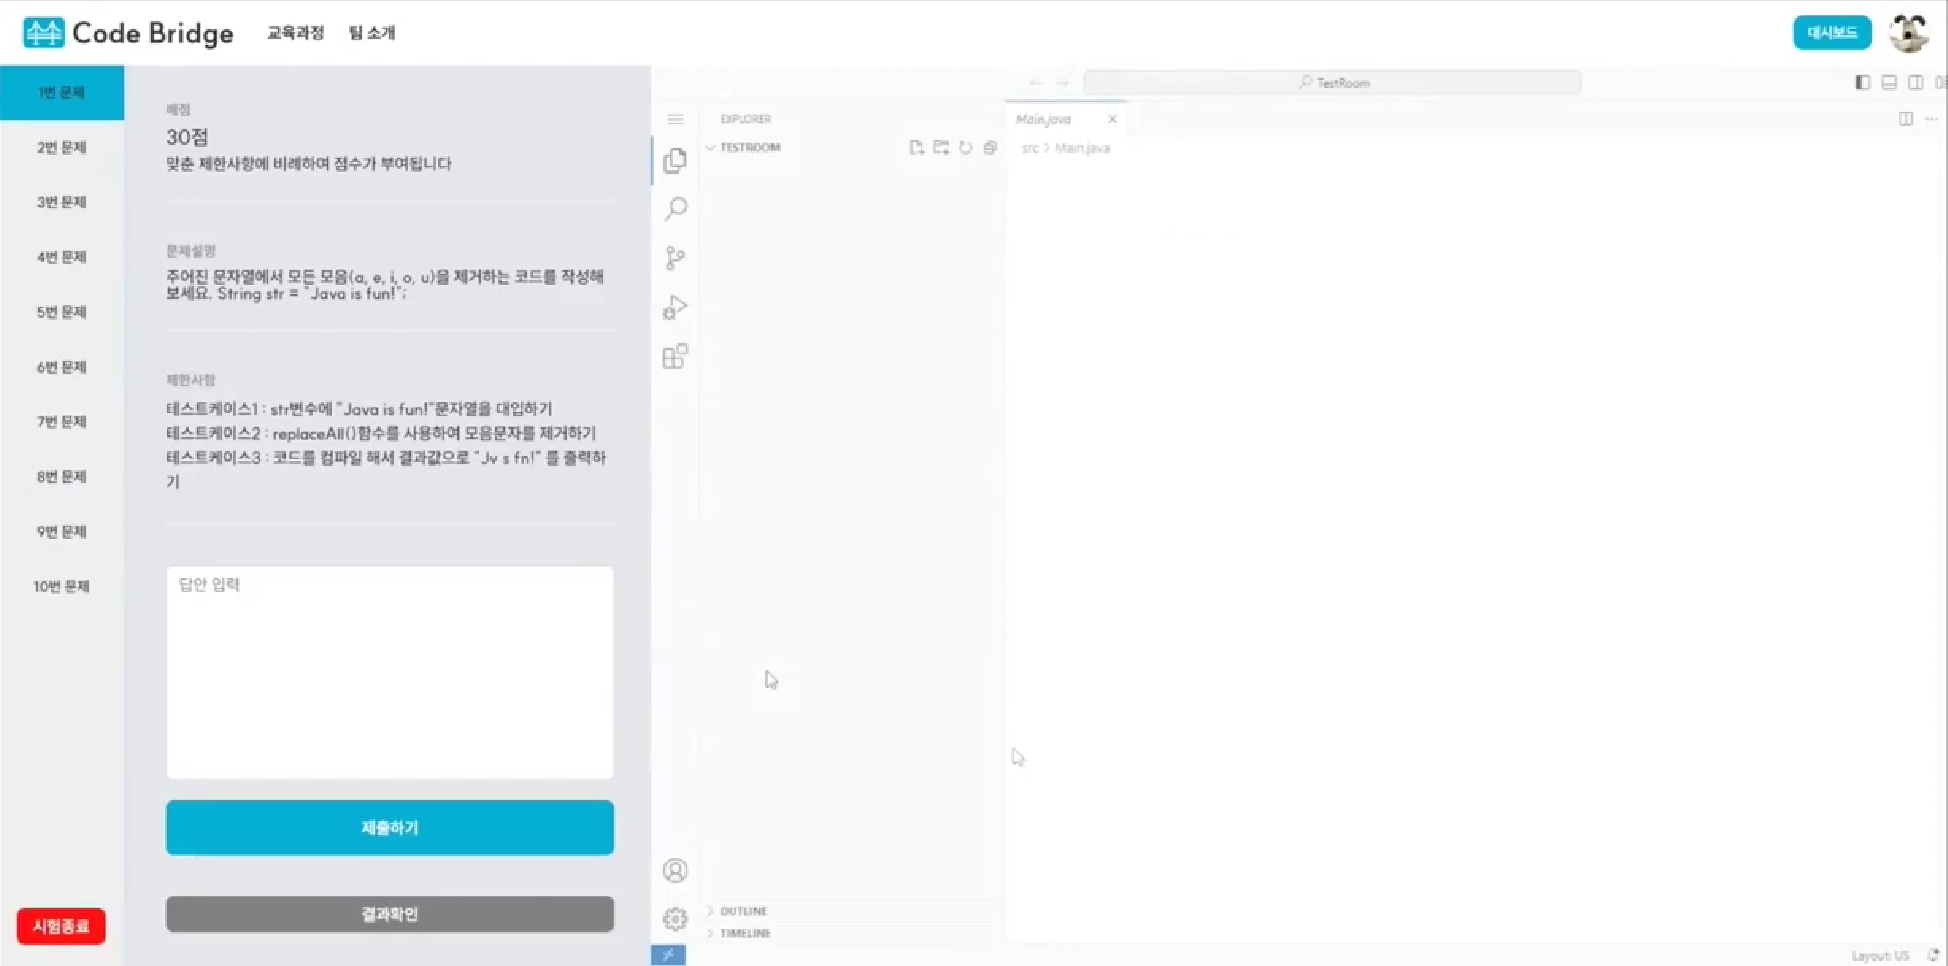 Code Bridge
교육과정
팀 소개
대시보드
1번 문제
2번 문제
3번 문제
4번 문제
5번 문제
6번 문제
7번 문제
8번 문제
9번 문제
10번 문제
시험종료
배점
30점
맞춘 제한사항에 비례하여 점수가 부여됩니다
문제설명
주어진 문자열에서 모든 모음(a, e, i, o, u)을 제거하는 코드를 작성해
보세요. String str = "Java is fun!";
제한사항
테스트케이스1 : str변수에 "Java is fun!"문자열을 대입하기
테스트케이스2 : replaceAll()함수를 사용하여 모음문자를 제거하기
테스트케이스3 : 코드를 컴파일 해서 결과값으로 "Jv s fn!" 를 출력하
기
답안 입력
제출하기
결과확인
TestRoom
EXPLORER
TESTROOM
OUTLINE
TIMELINE
Main.java
src > Main.java
Layout: US